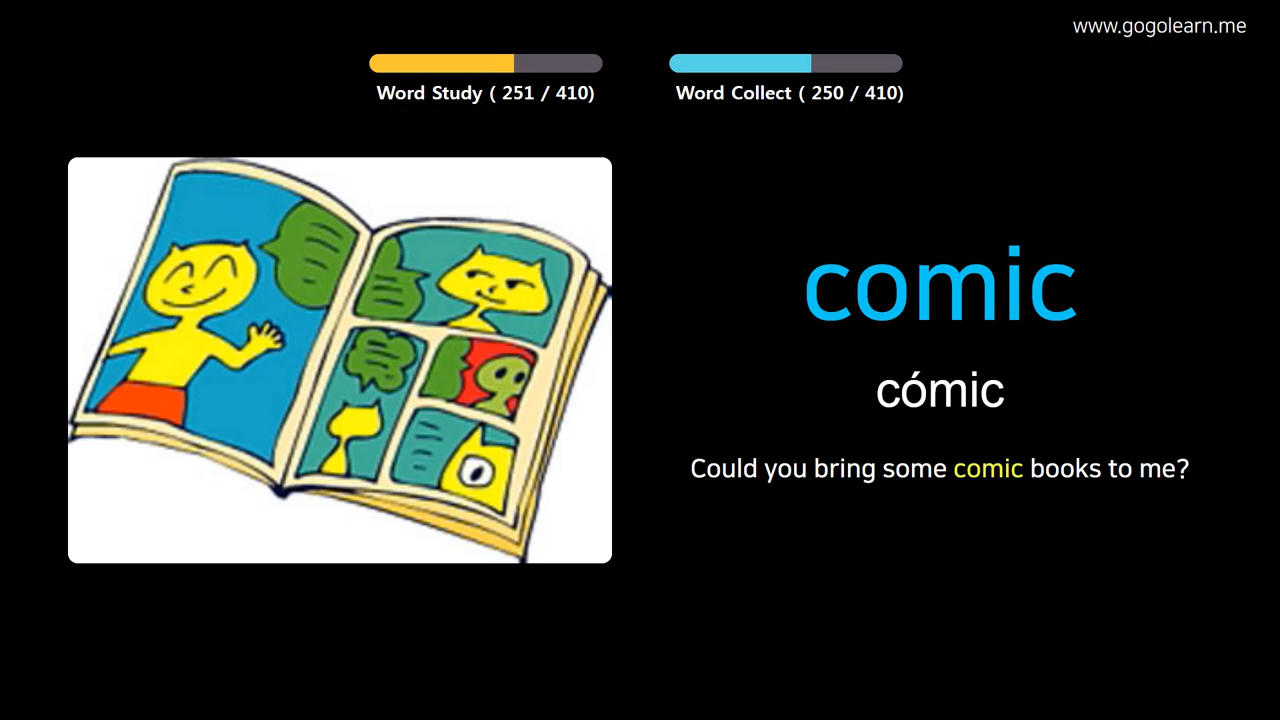 www.gogolearn.me
Word Study ( 251 / 410)
Word Collect ( 250 / 410)
comic
cómic
Could you bring some comic books to me?